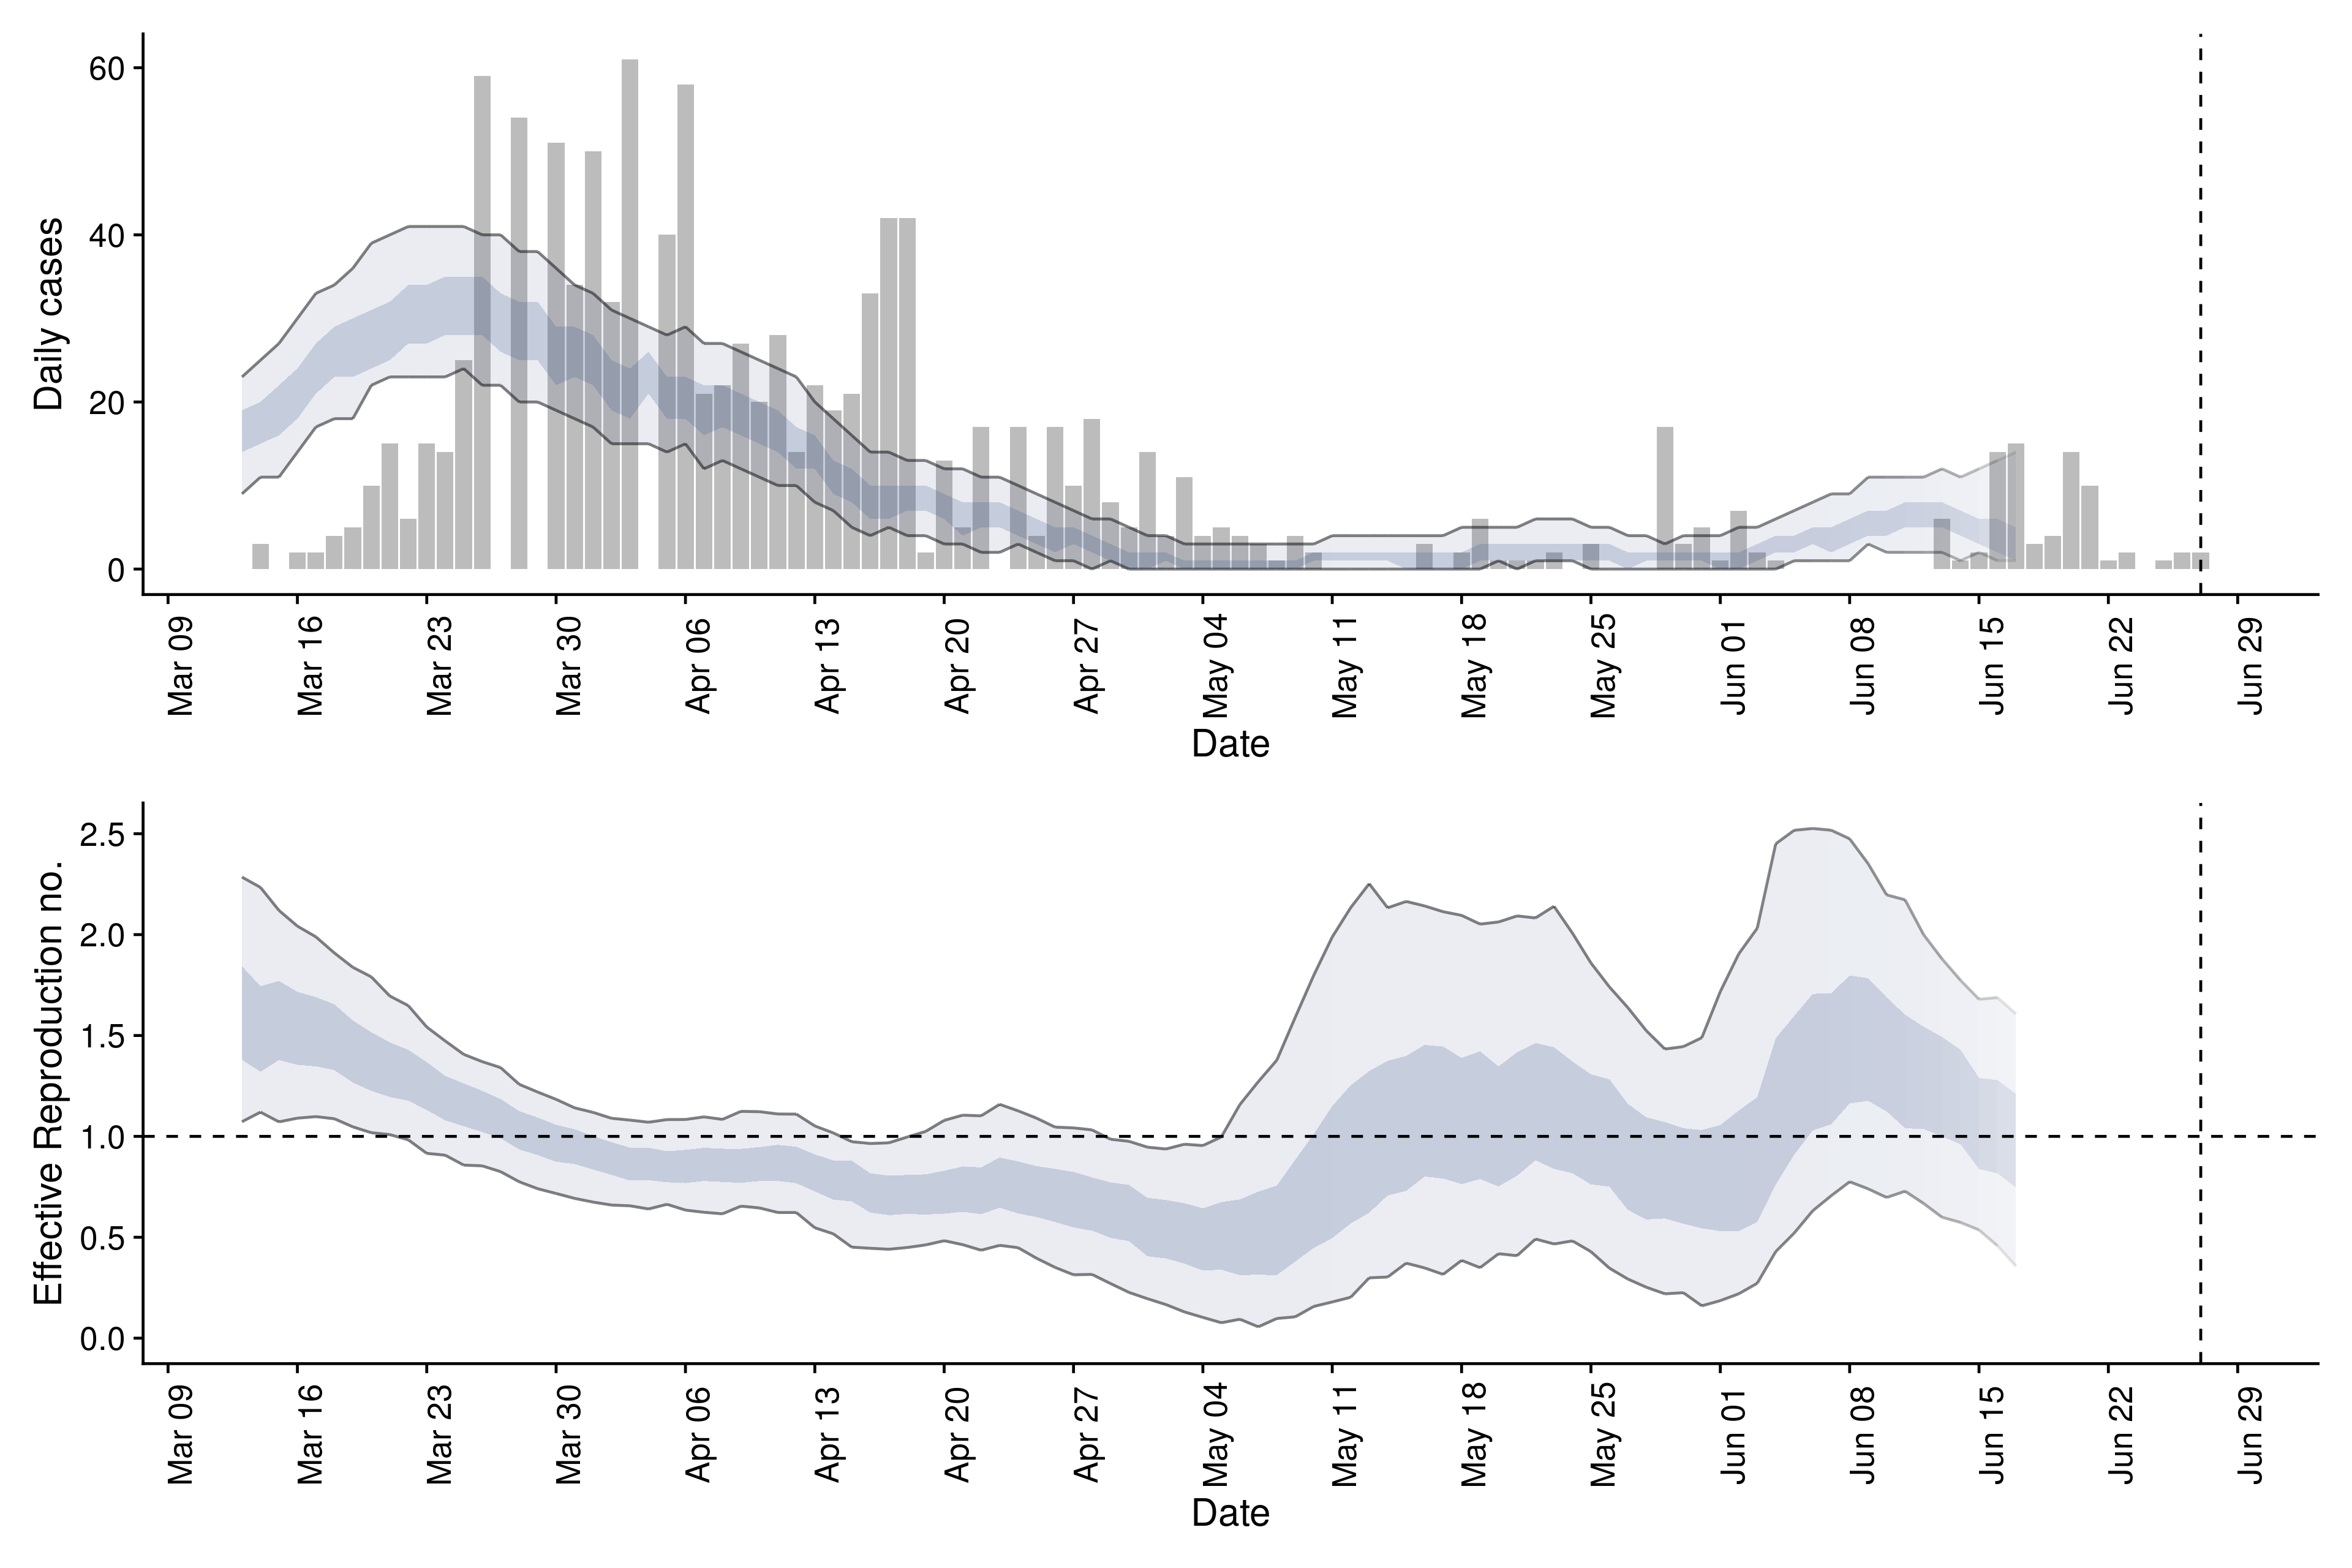 Daily cases
60
40
20
0
Mar 09
Mar 16
Mar 23
Mar 30
Apr 06
Apr 13
Apr 20
Apr 27
May 04
May 11
May 18
May 25
Jun 01
Jun 08
Jun 15
Jun 22
Jun 29
Date
Effective Reproduction no.
2.5
2.0
1.5
1.0
0.5
0.0
Mar 09
Mar 16
Mar 23
Mar 30
Apr 06
Apr 13
Apr 20
Apr 27
May 04
May 11
May 18
May 25
Jun 01
Jun 08
Jun 15
Jun 22
Jun 29
Date